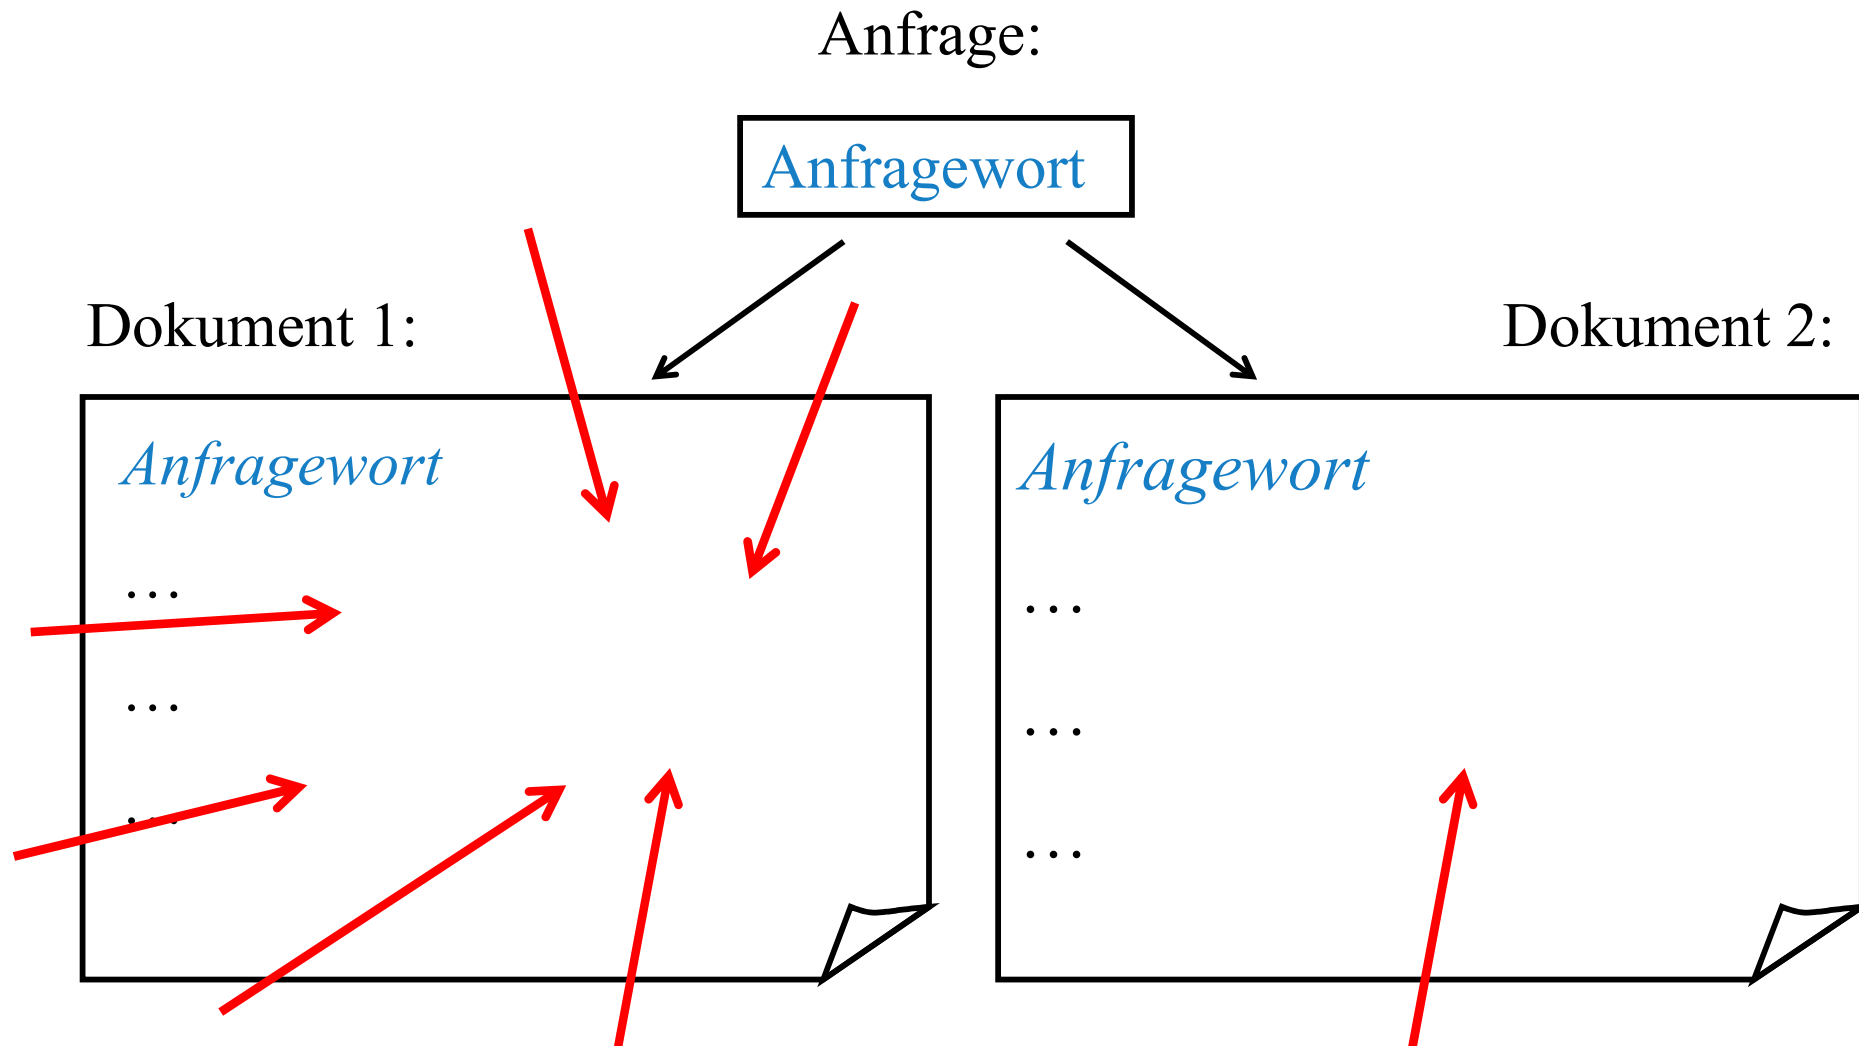 Anfrage:
Anfragewort
Dokument 1:
Dokument 2:
Anfragewort
…
…
…
Anfragewort
…
…
…